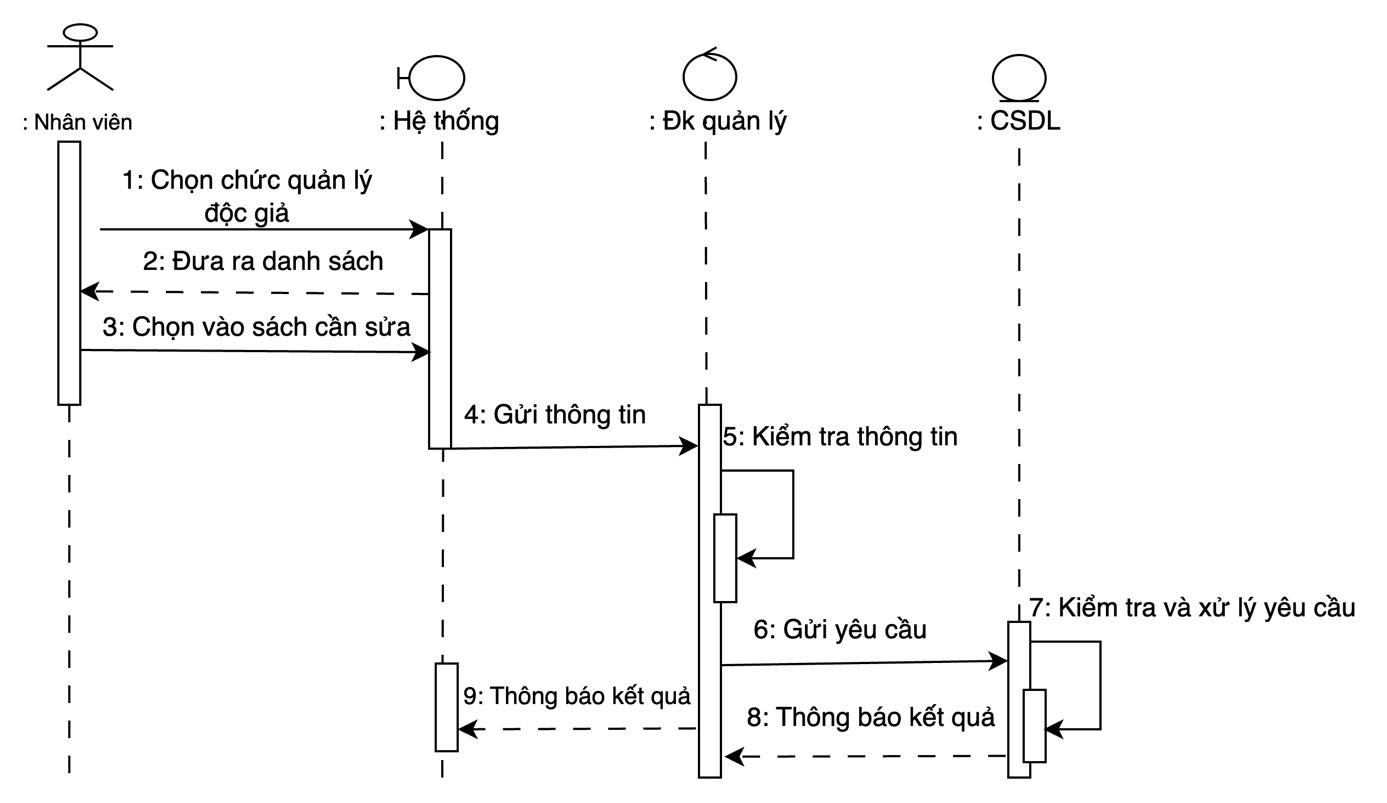 : Nhân viên
: Hệ thống
: Đk quản lý
: CSDL
1: Chọn chức quản lý
độc giả
2: Đưa ra danh sách
3: Chọn vào sách cần sửa
4: Gửi thông tin
5: Kiểm tra thông tin
6: Gửi yêu cầu
7: Kiểm tra và xử lý yêu cầu
8: Thông báo kết quả
9: Thông báo kết quả